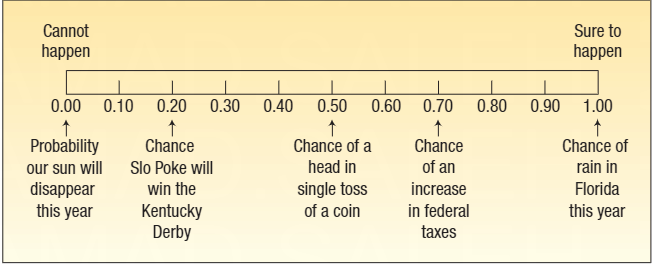 Cannot
happen
Sure to
happen
0.00 0.10 0.20 0.30 0.40 0.50 0.60 0.70 0.80 0.90 1.00
Probability
our sun will
disappear
this year
Chance
Slo Poke will
win the
Kentucky
Derby
Chance of a
head in
single toss
of a coin
Chance
of an
increase
in federal
taxes
Chance of
rain in
Florida
this year